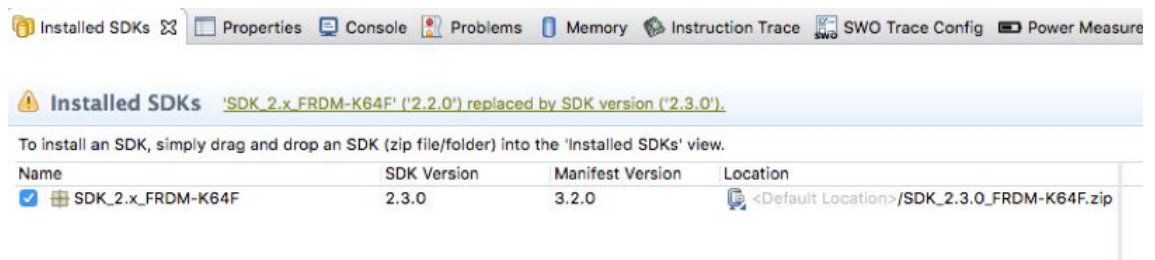 Installed SDKs Properties Console Problems Memory Instruction Trace SWO Trace Config Power Measure
Installed SDKs 'SDK_2.x_FRDM-K64F' ('2.2.0') replaced by SDK version ('2.3.0').
To install an SDK, simply drag and drop an SDK (zip file/folder) into the 'Installed SDKs' view.
Name SDK Version Manifest Version Location
SDK_2.x_FRDM-K64F 2.3.0 3.2.0 <Default Location>/SDK_2.3.0_FRDM-K64F.zip